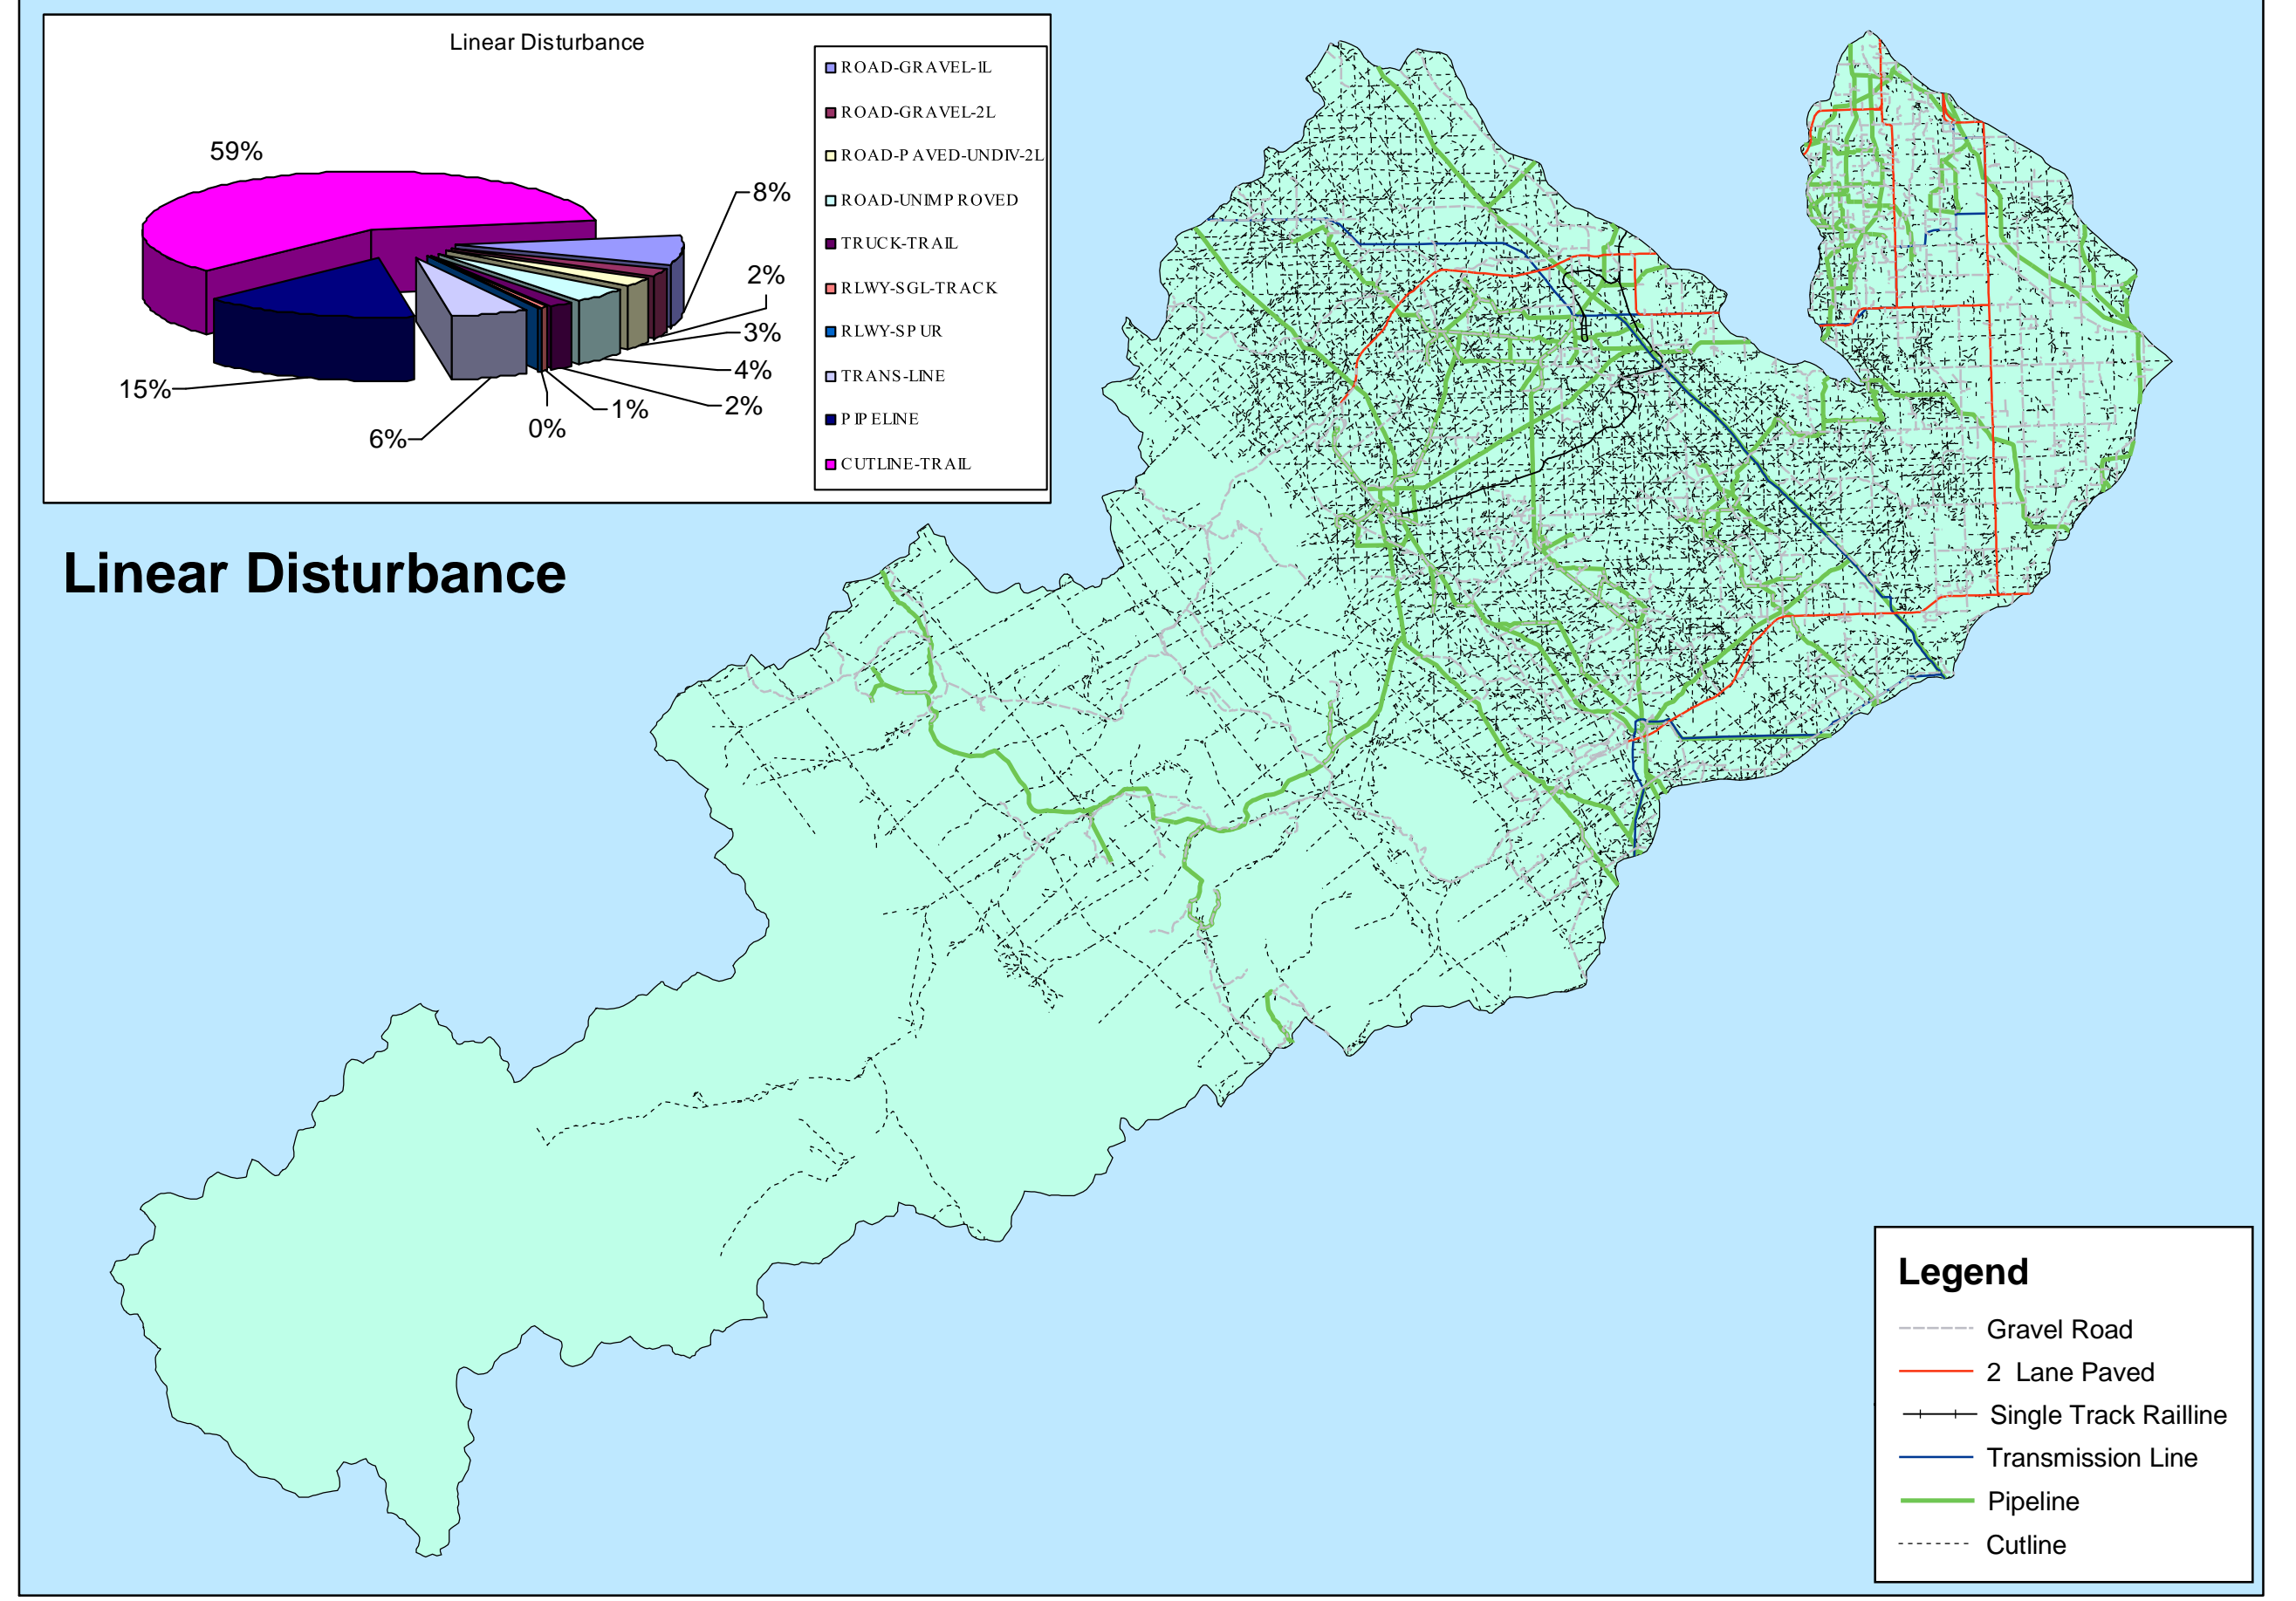 Linear Disturbance
ROAD-GRAVEL-1L
ROAD-GRAVEL-2L
ROAD-PAVED-UNDIV-2L
ROAD-UNIMPROVED
TRUCK-TRAIL
RLWY-SGL-TRACK
RLWY-SPUR
TRANS-LINE
PIPELINE
CUTLINE-TRAIL
59%
8%
2%
3%
4%
2%
1%
0%
6%
15%
Linear Disturbance
Legend
Gravel Road
2 Lane Paved
Single Track Railline
Transmission Line
Pipeline
Cutline